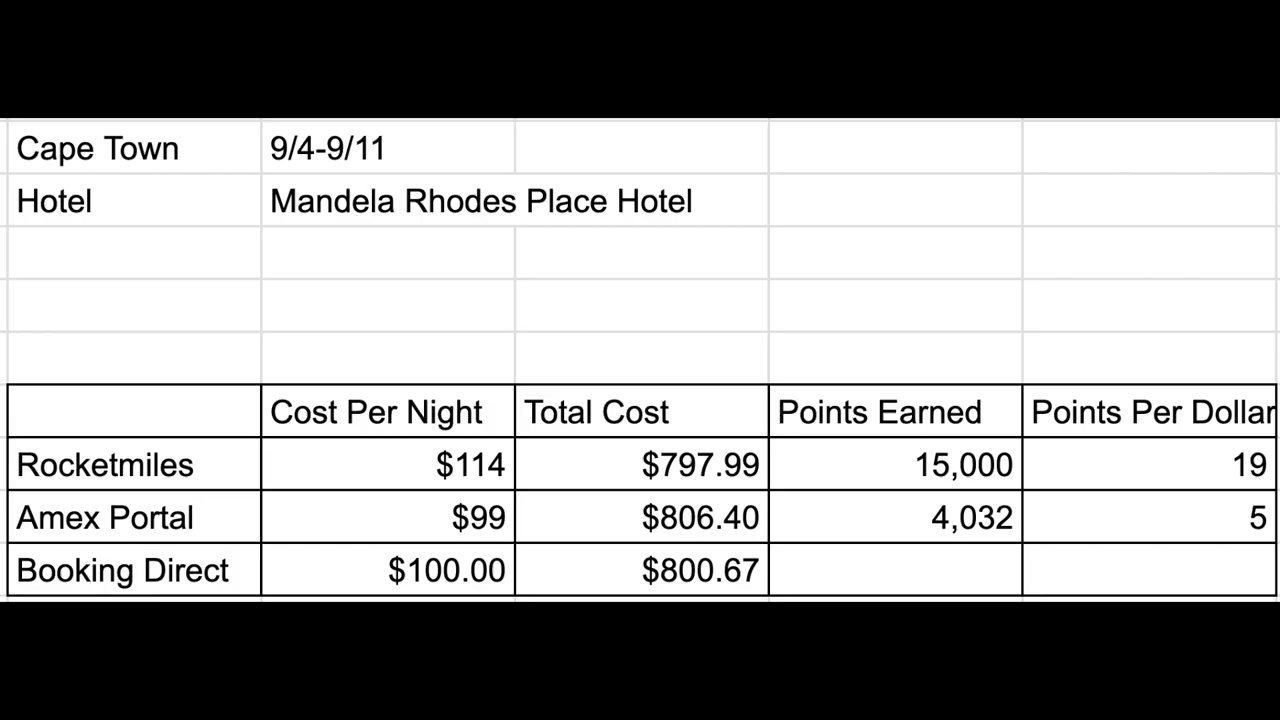 Cape Town 9/4-9/11
Hotel Mandela Rhodes Place Hotel
Cost Per Night Total Cost Points Earned Points Per Dollar
Rocketmiles $114 $797.99 15,000 19
Amex Portal $99 $806.40 4,032 5
Booking Direct $100.00 $800.67